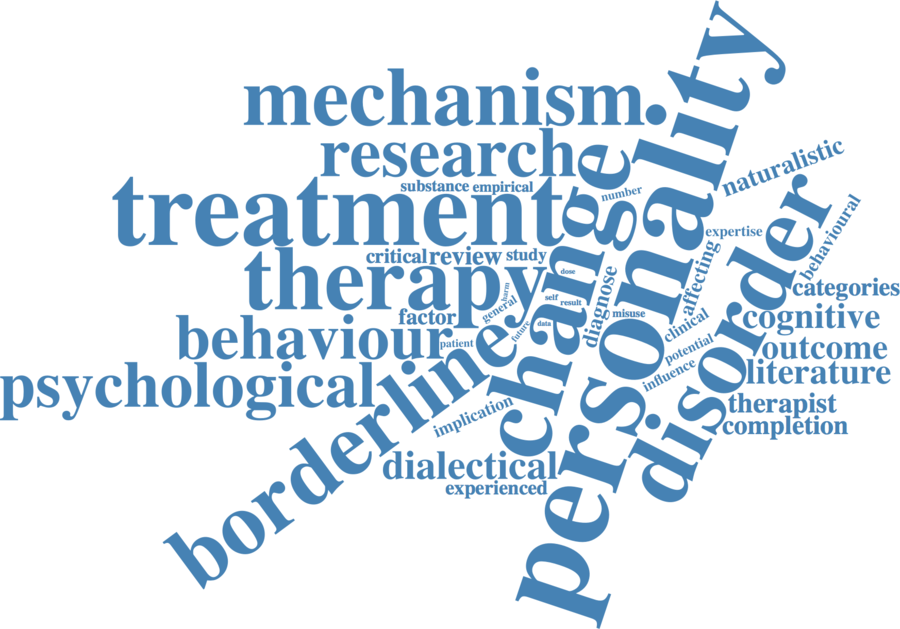 mechanism.
research
substance
empirical
treatment
critical
review
study
therapy
factor
behaviour
patient
psychological
borderline
implication
dialectical
experienced
change
personality
disorder
number
dose
harm
general
self
result
data
future
diagnose
misuse
affecting
clinical
potential
influence
naturalistic
expertise
behavioural
categories
cognitive
outcome
literature
therapist
completion